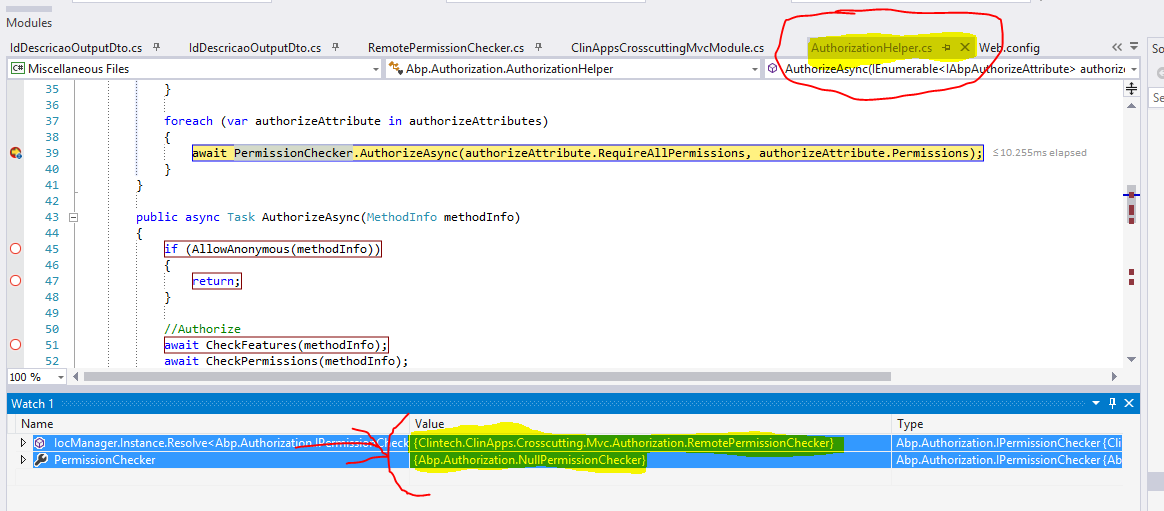 Modules
IdDescricaoOutputDto.cs
IdDescricaoOutputDto.cs
RemotePermissionChecker.cs
ClinAppsCrosscuttingMvcModule.cs
AuthorizationHelper.cs
Web.config
So
C# Miscellaneous Files
Abp.Authorization.AuthorizationHelper
AuthorizeAsync(IEnumerable<IAbpAuthorizeAttribute> authorize
Se
35 }
36
37 foreach (var authorizeAttribute in authorizeAttributes)
38 {
39 await PermissionChecker.AuthorizeAsync(authorizeAttribute.RequireAllPermissions, authorizeAttribute.Permissions); ≤10.255ms elapsed
40 }
41 }
42
43 public async Task AuthorizeAsync(MethodInfo methodInfo)
44 {
45 if (AllowAnonymous(methodInfo))
46 {
47 return;
48 }
49
50 //Authorize
51 await CheckFeatures(methodInfo);
52 await CheckPermissions(methodInfo);
100 %
Watch 1
Name Value Type
IocManager.Instance.Resolve<Abp.Authorization.IPermissionCheck {Clintech.ClinApps.Crosscutting.Mvc.Authorization.RemotePermissionChecker} Abp.Authorization.IPermissionChecker {Cli
PermissionChecker {Abp.Authorization.NullPermissionChecker} Abp.Authorization.IPermissionChecker {Ab